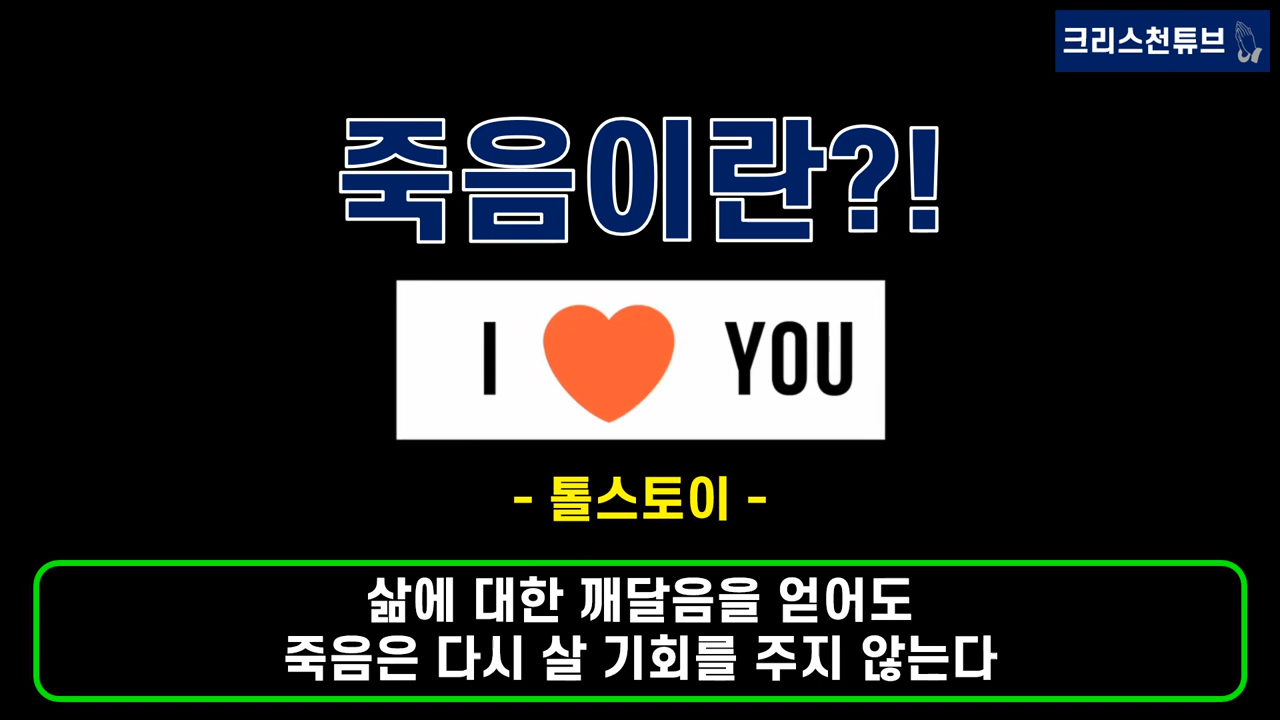 크리스천튜브
죽음이란?!
I YOU
- 톨스토이 -
삶에 대한 깨달음을 얻어도
죽음은 다시 살 기회를 주지 않는다